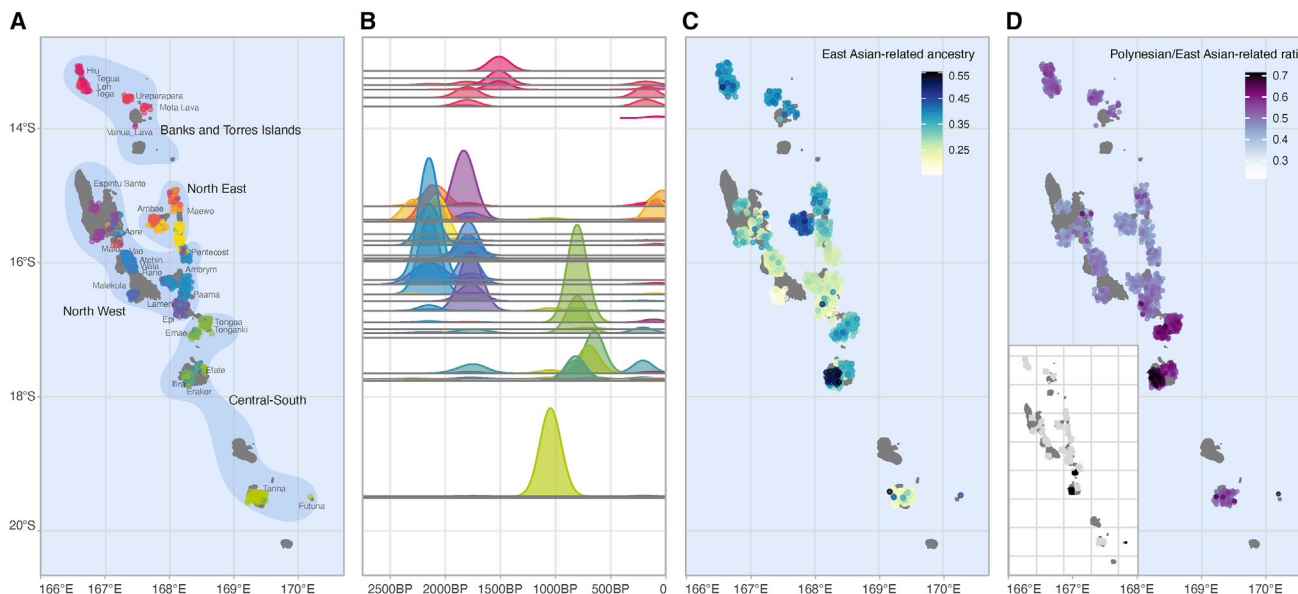 A
B
C
D
East Asian-related ancestry
Polynesian/East Asian-related rati
Hiu
Tegua
Loh
Toga
Ureparapara
Mota Lava
Vanua_Lava
Banks and Torres Islands
Espiritu Santo
North East
Ambae
Maewo
Aore
Malo
Vao
Atchin
Wala
Rano
Pentecost
Ambrym
Malekula
Paama
Lamen
North West
Epi
Tongoa
Tongariki
Emae
Efate
Ifira
Erakor
Central-South
Tanna
Futuna
14°S
16°S
18°S
20°S
0.55
0.45
0.35
0.25
0.7
0.6
0.5
0.4
0.3
166°E 167°E 168°E 169°E 170°E
2500BP 2000BP 1500BP 1000BP 500BP 0
166°E 167°E 168°E 169°E 170°E
166°E 167°E 168°E 169°E 170°E